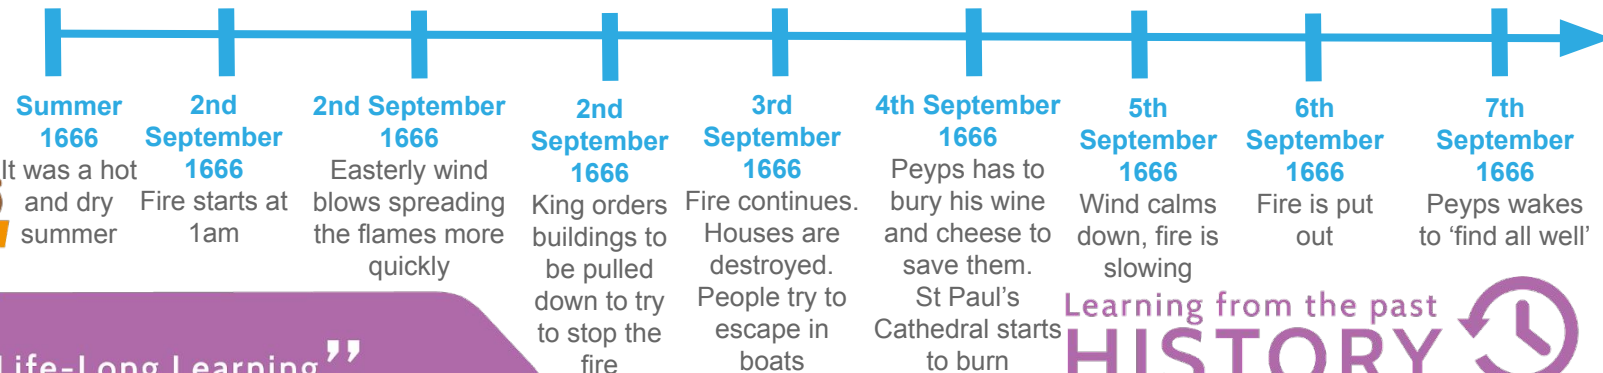 Summer
1666
It was a hot
and dry
summer
2nd
September
1666
Fire starts at
1am
2nd September
1666
Easterly wind
blows spreading
the flames more
quickly
2nd
September
1666
King orders
buildings to
be pulled
down to try
to stop the
fire
3rd
September
1666
Fire continues.
Houses are
destroyed.
People try to
escape in
boats
4th September
1666
Peyps has to
bury his wine
and cheese to
save them.
St Paul's
Cathedral starts
to burn
5th
September
1666
Wind calms
down, fire is
slowing
6th
September
1666
Fire is put
out
7th
September
1666
Peyps wakes
to ‘find all well’
Life-Long Learning”
Learning from the past
HISTORY